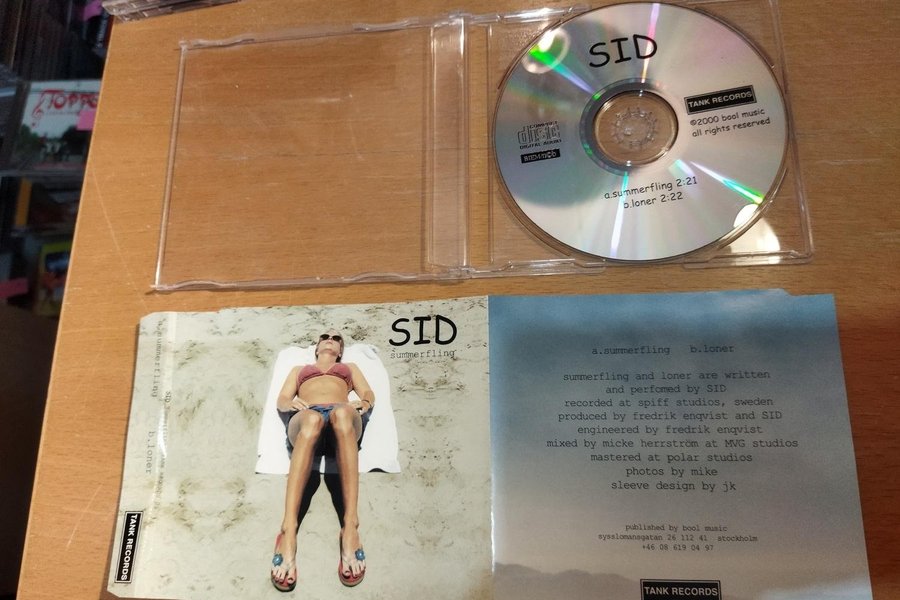 TOPPO
SID
TANK RECORDS
©2000 bool music
all rights reserved
COMPACT
disc
DIGITAL AUDIO
a.summerfling 2:21
b.loner 2:22
SID
summerfling
a.summerfling
b.loner
TANK RECORDS
a.summerfling b.loner
summerfling and loner are written
and perfomed by SID
recorded at spiff studios, sweden
produced by fredrik enqvist and SID
engineered by fredrik enqvist
mixed by micke herrström at MVG studios
mastered at polar studios
photos by mike
sleeve design by jk
published by bool music
sysslomansgatan 26 112 41 stockholm
+46 08 619 04 97
TANK RECORDS